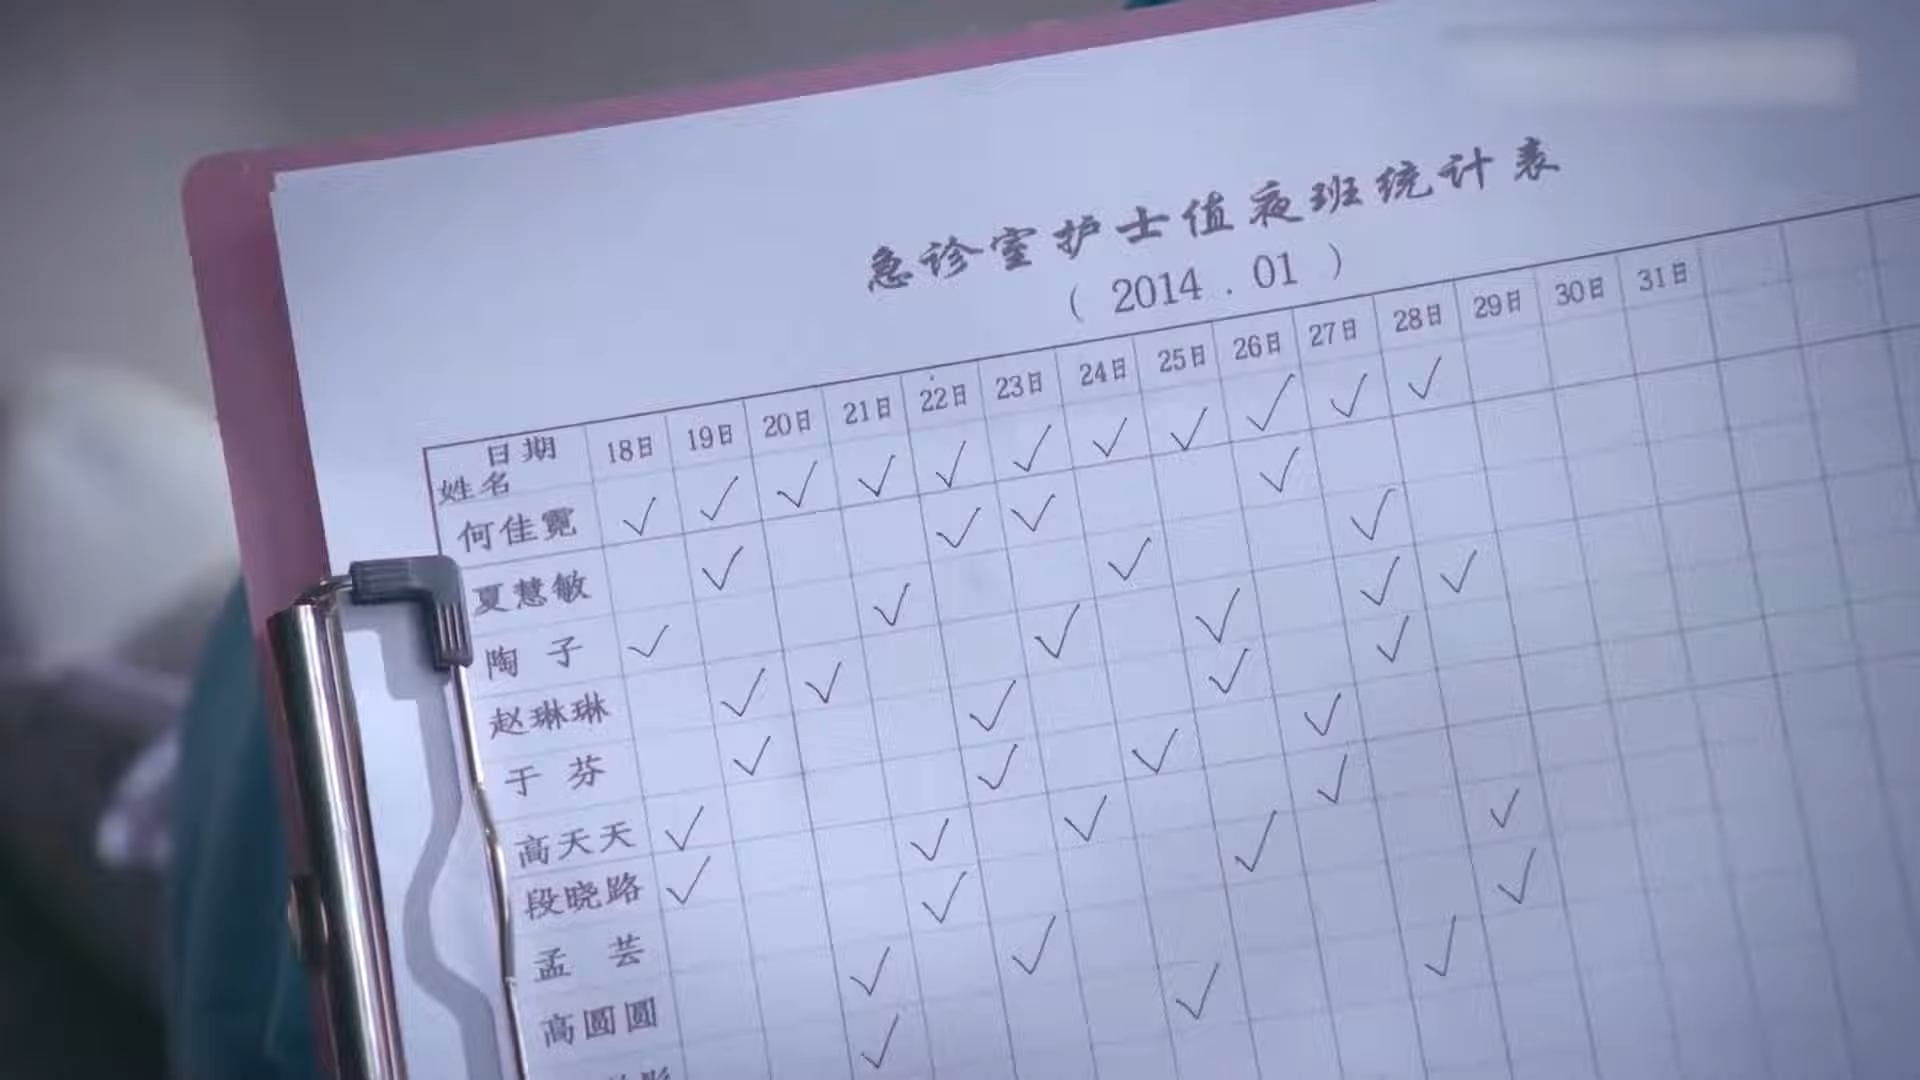 急诊室护士值夜班统计表
( 2014 . 01 )
日期 18日 19日 20日 21日 22日 23日 24日 25日 26日 27日 28日 29日 30日 31日
姓名
何佳霓 ✓ ✓ ✓ ✓ ✓ ✓ ✓ ✓ ✓ ✓ ✓
夏慧敏 ✓ ✓ ✓ ✓
陶 子 ✓ ✓ ✓ ✓
赵琳琳 ✓ ✓ ✓ ✓ ✓ ✓
于 芬 ✓ ✓ ✓ ✓
高天天 ✓ ✓ ✓ ✓
段晓路 ✓ ✓ ✓ ✓
孟 芸 ✓ ✓ ✓
高圆圆 ✓ ✓ ✓ ✓